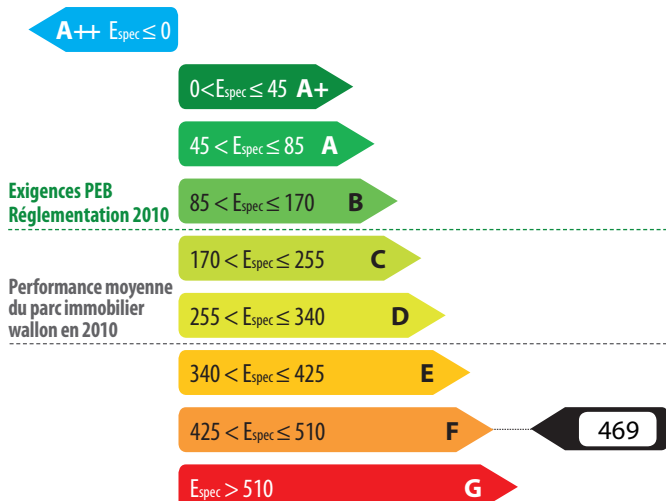 A++ Espec ≤ 0
0<Espec ≤ 45 A+
45 < Espec ≤ 85 A
Exigences PEB
Réglementation 2010
85 < Espec ≤ 170 B
170 < Espec ≤ 255 C
Performance moyenne
du parc immobilier
wallon en 2010
255 < Espec ≤ 340 D
340 < Espec ≤ 425 E
425 < Espec ≤ 510 F 469
Espec > 510 G